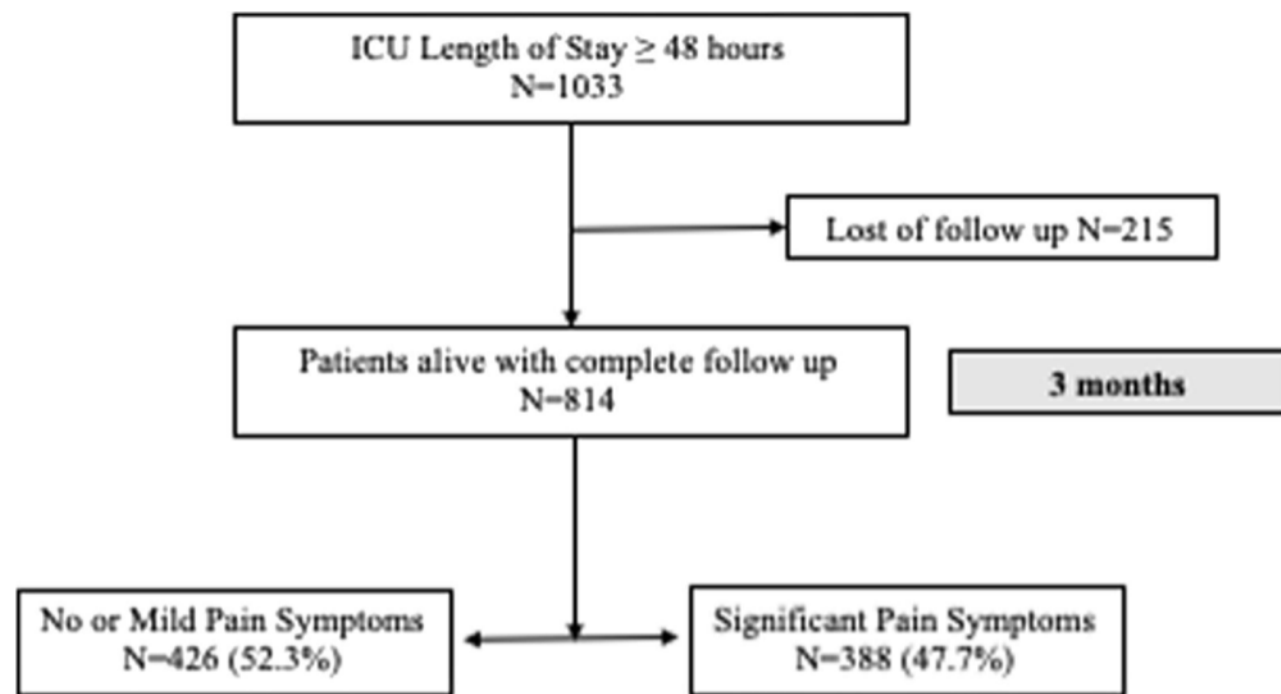 ICU Length of Stay ≥ 48 hours
N=1033
Lost of follow up N=215
Patients alive with complete follow up
N=814
3 months
No or Mild Pain Symptoms
N=426 (52.3%)
Significant Pain Symptoms
N=388 (47.7%)